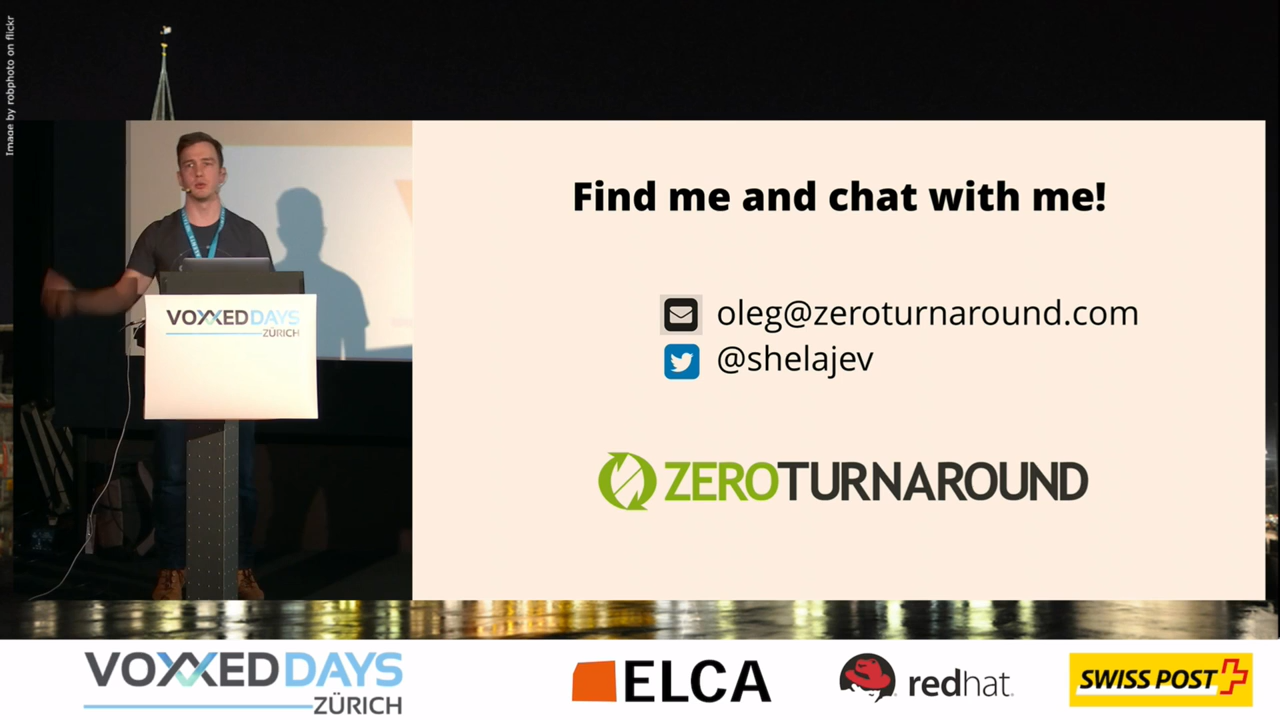 Image by robphoto on flickr
Find me and chat with me!
oleg@zeroturnaround.com
@shelajev
ZEROTURNAROUND
VOXXED DAYS
ZÜRICH
VOXXED DAYS
ZÜRICH
ELCA
redhat.
SWISS POST